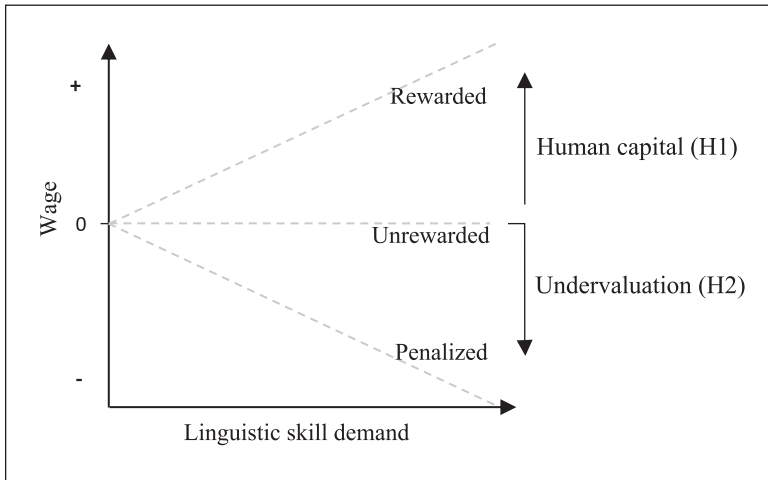 +
Rewarded
Human capital (H1)
Wage
0
Unrewarded
Undervaluation (H2)
Penalized
-
Linguistic skill demand